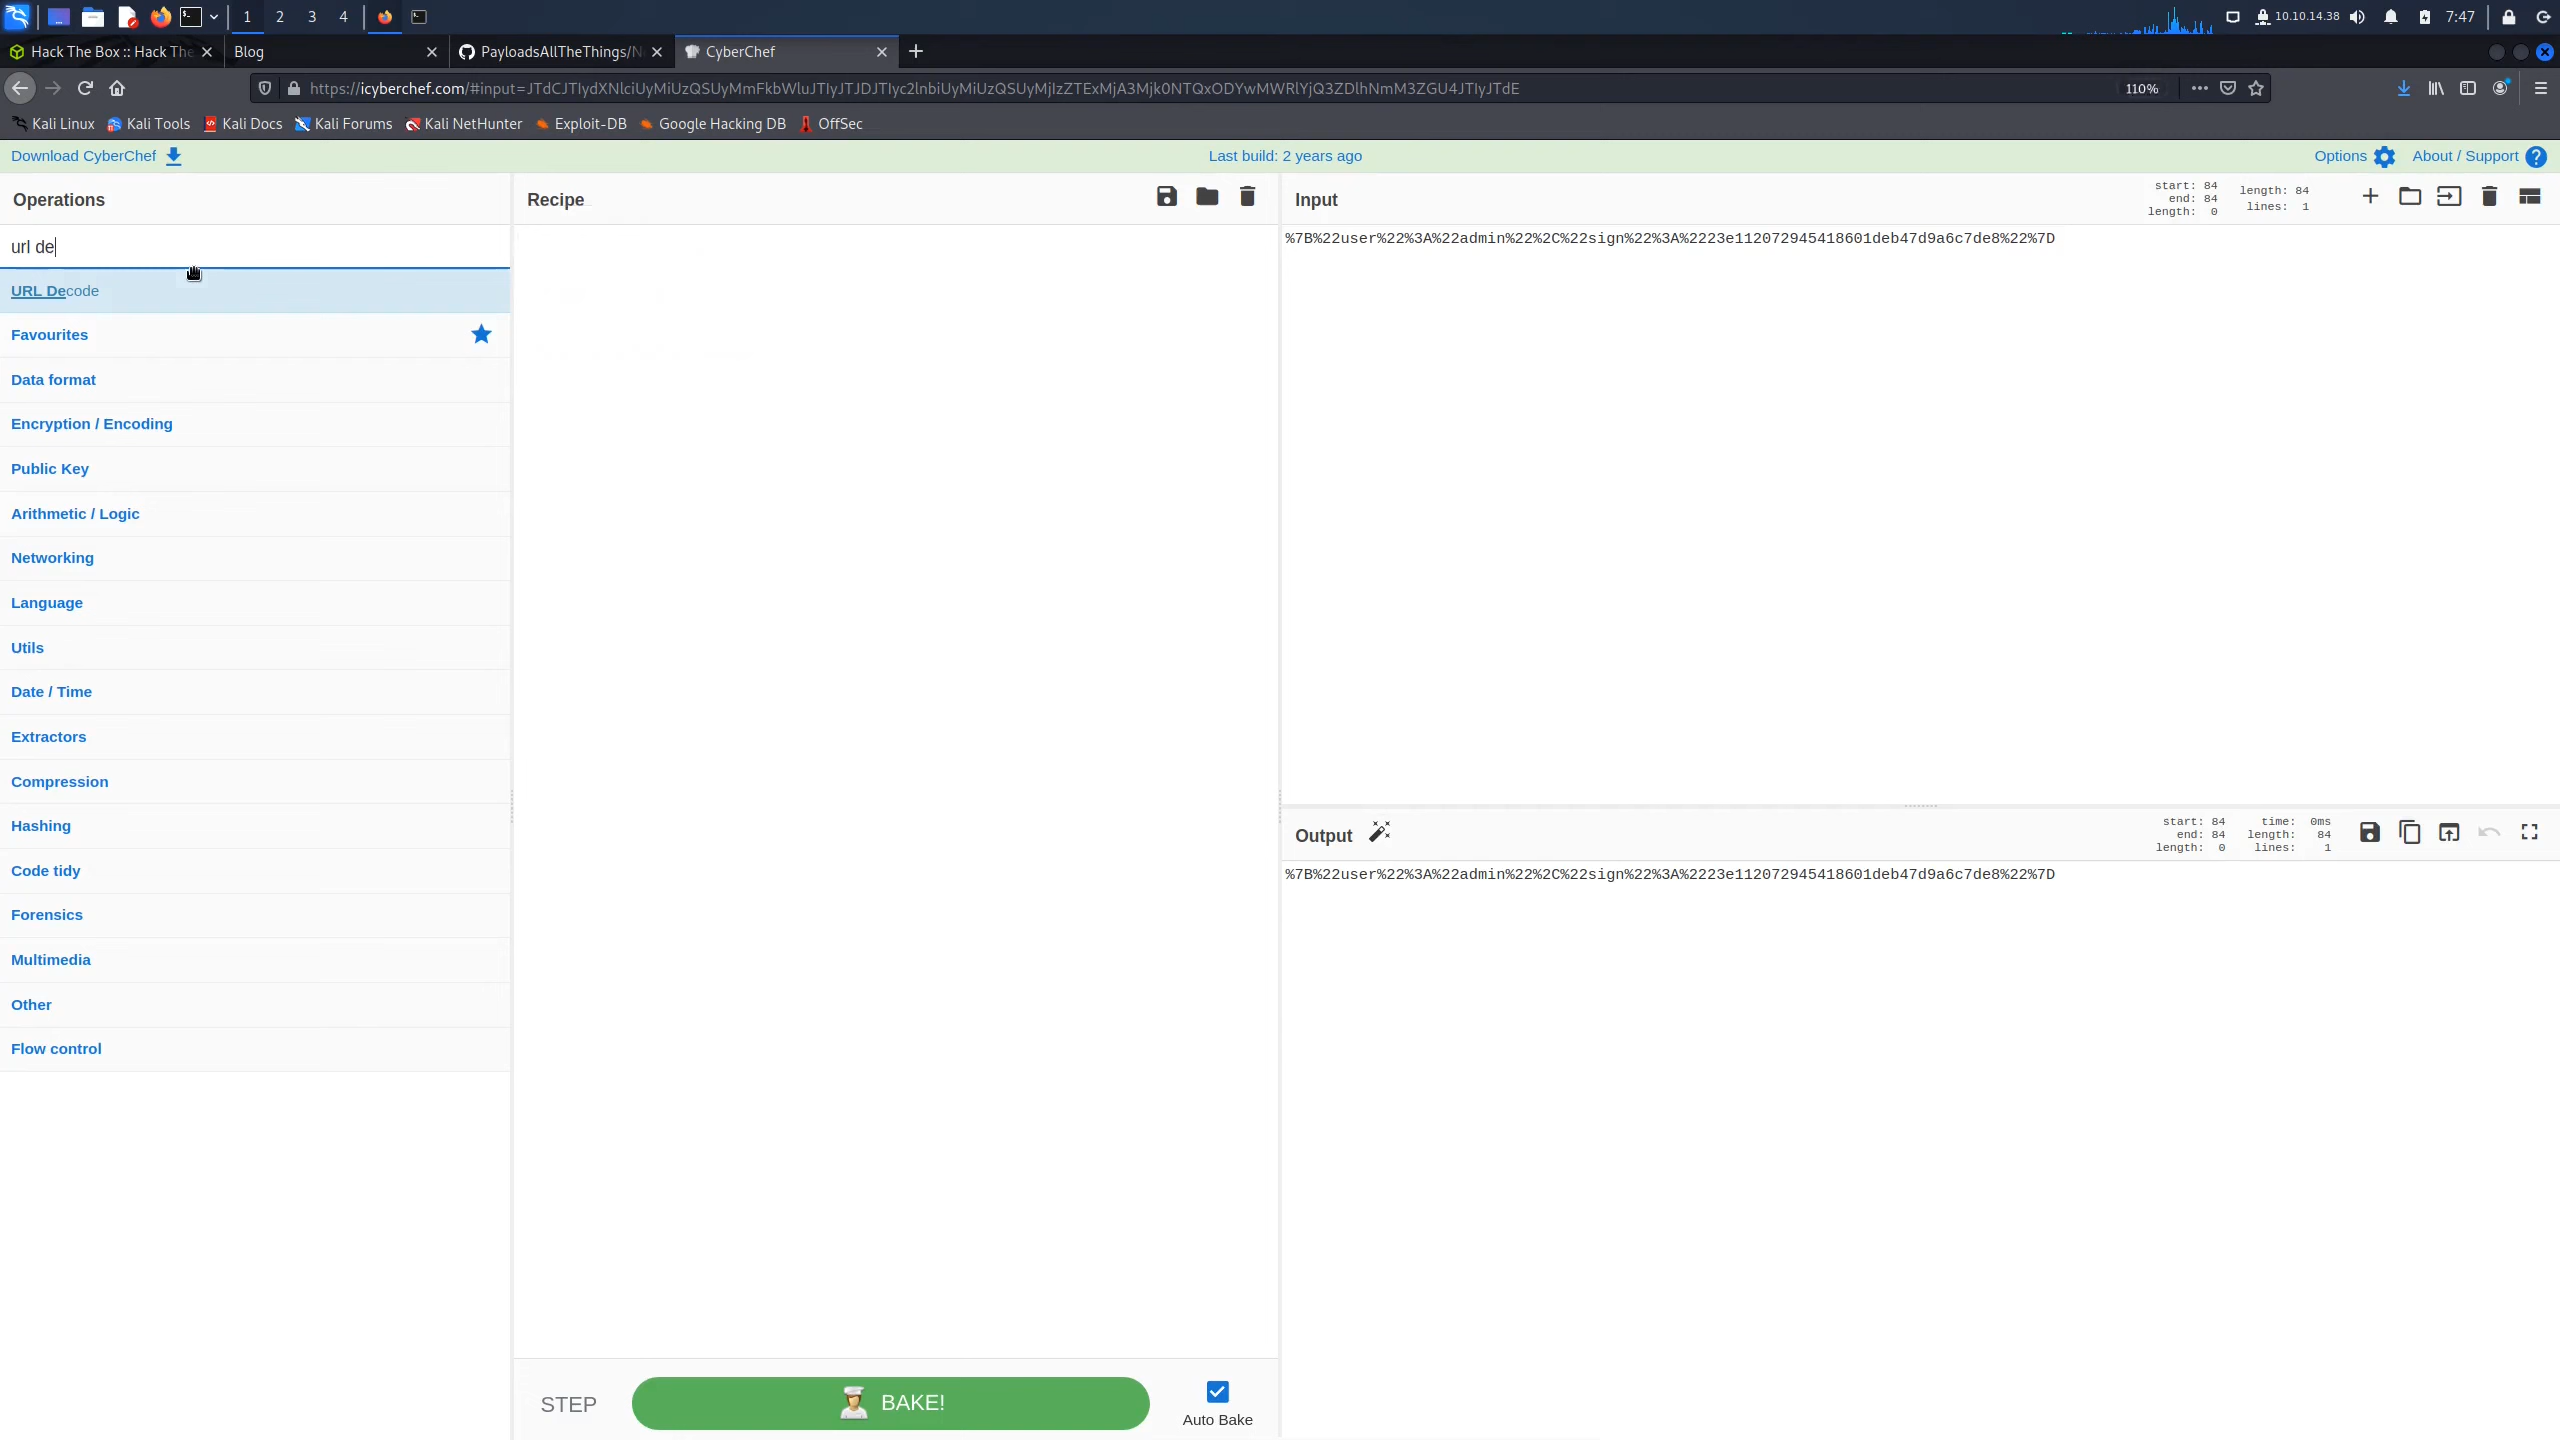 1 2 3 4 10.10.14.38 7:47
Hack The Box :: Hack The
Blog
PayloadsAllTheThings/N
CyberChef
https://icyberchef.com/#input=JTdCJTIydXNlciUyMiUzQSUyMmFkbWluJTIyJTJDJTIyc2lnbiUyMiUzQSUyMjIzZTExMjA3Mjk0NTQxODYwMWRlYjQ3ZDlhNmM3ZGU4JTIyJTdE
110%
Kali Linux Kali Tools Kali Docs Kali Forums Kali NetHunter Exploit-DB Google Hacking DB OffSec
Download CyberChef
Last build: 2 years ago
Options
About / Support
Operations
url de
URL Decode
Favourites
Data format
Encryption / Encoding
Public Key
Arithmetic / Logic
Networking
Language
Utils
Date / Time
Extractors
Compression
Hashing
Code tidy
Forensics
Multimedia
Other
Flow control
Recipe
STEP
BAKE!
Auto Bake
Input
start: 84
end: 84
length: 0
length: 84
lines: 1
%7B%22user%22%3A%22admin%22%2C%22sign%22%3A%2223e112072945418601deb47d9a6c7de8%22%7D
Output
start: 84
end: 84
length: 0
time: 0ms
length: 84
lines: 1
%7B%22user%22%3A%22admin%22%2C%22sign%22%3A%2223e112072945418601deb47d9a6c7de8%22%7D